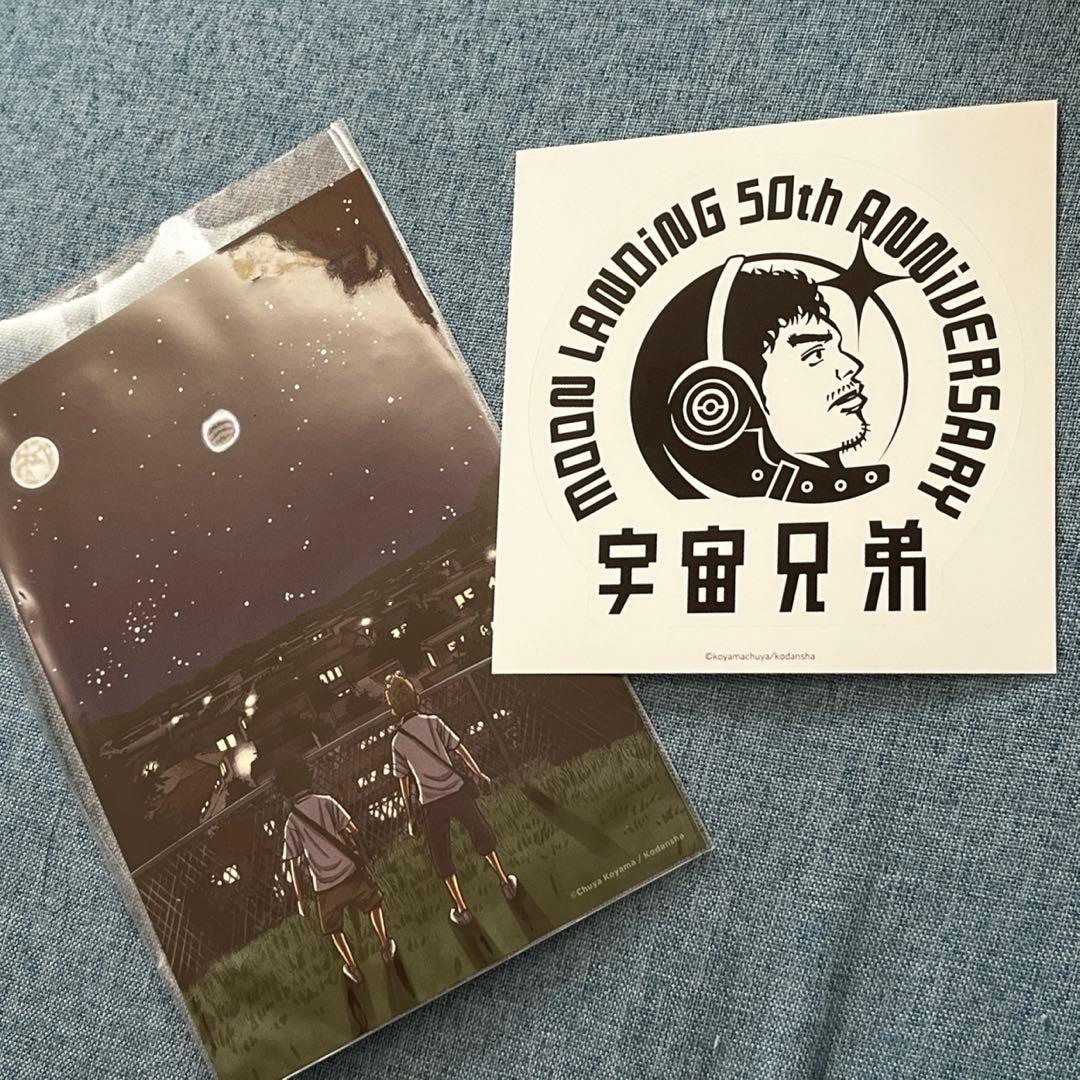 MOON LANDiNG 50th ANNiVERSARY
宇宙兄弟
©koyamachuya/kodansha
©Chuya Koyama / Kodansha